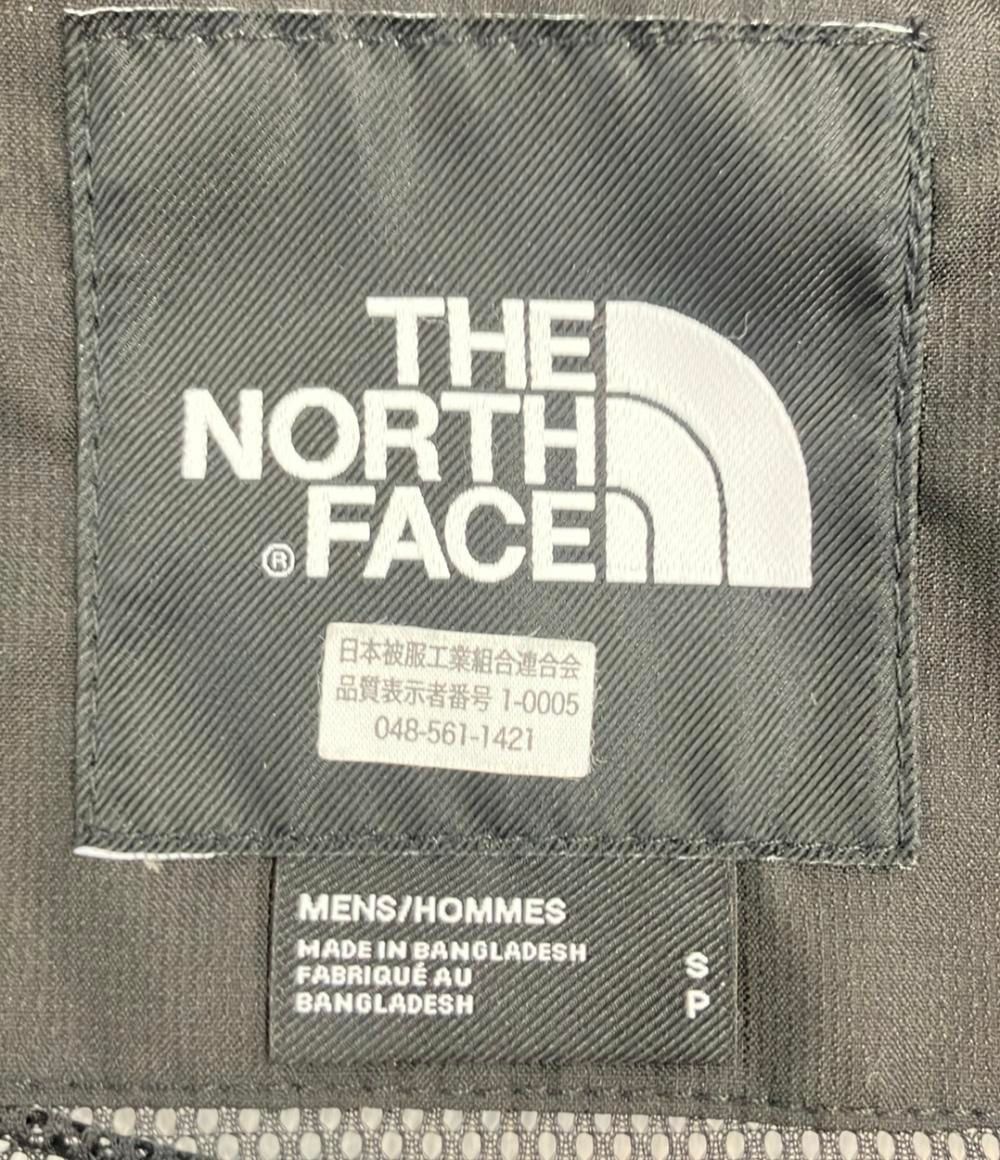 THE
NORTH
FACE
®
日本被服工業組合連合会
品質表示者番号 1-0005
048-561-1421
MENS/HOMMES
MADE IN BANGLADESH
FABRIQUÉ AU
BANGLADESH
S
P